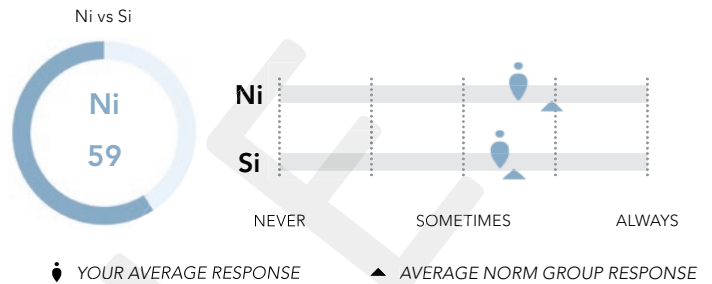 Ni vs Si
Ni
59
Ni
Si
NEVER SOMETIMES ALWAYS
YOUR AVERAGE RESPONSE AVERAGE NORM GROUP RESPONSE